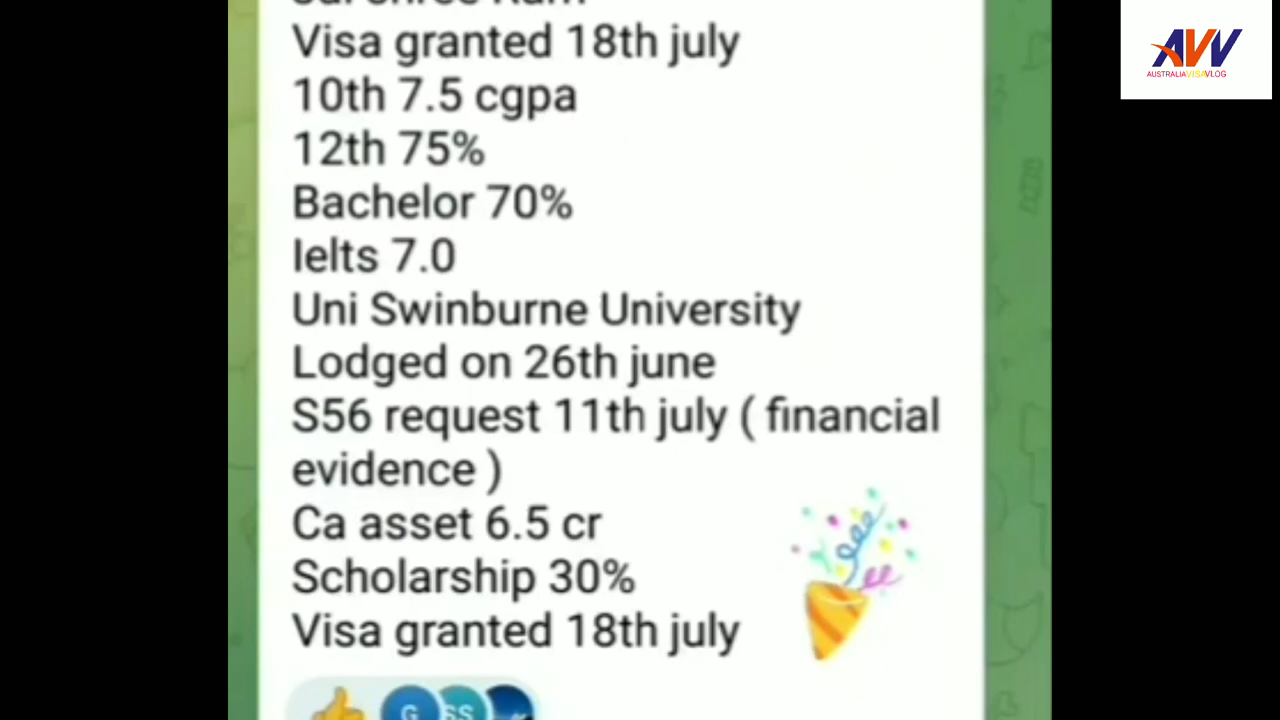 Visa granted 18th july
10th 7.5 cgpa
12th 75%
Bachelor 70%
Ielts 7.0
Uni Swinburne University
Lodged on 26th june
S56 request 11th july ( financial
evidence )
Ca asset 6.5 cr
Scholarship 30%
Visa granted 18th july
G
SS
AVV
AUSTRALIAVISAVLOG